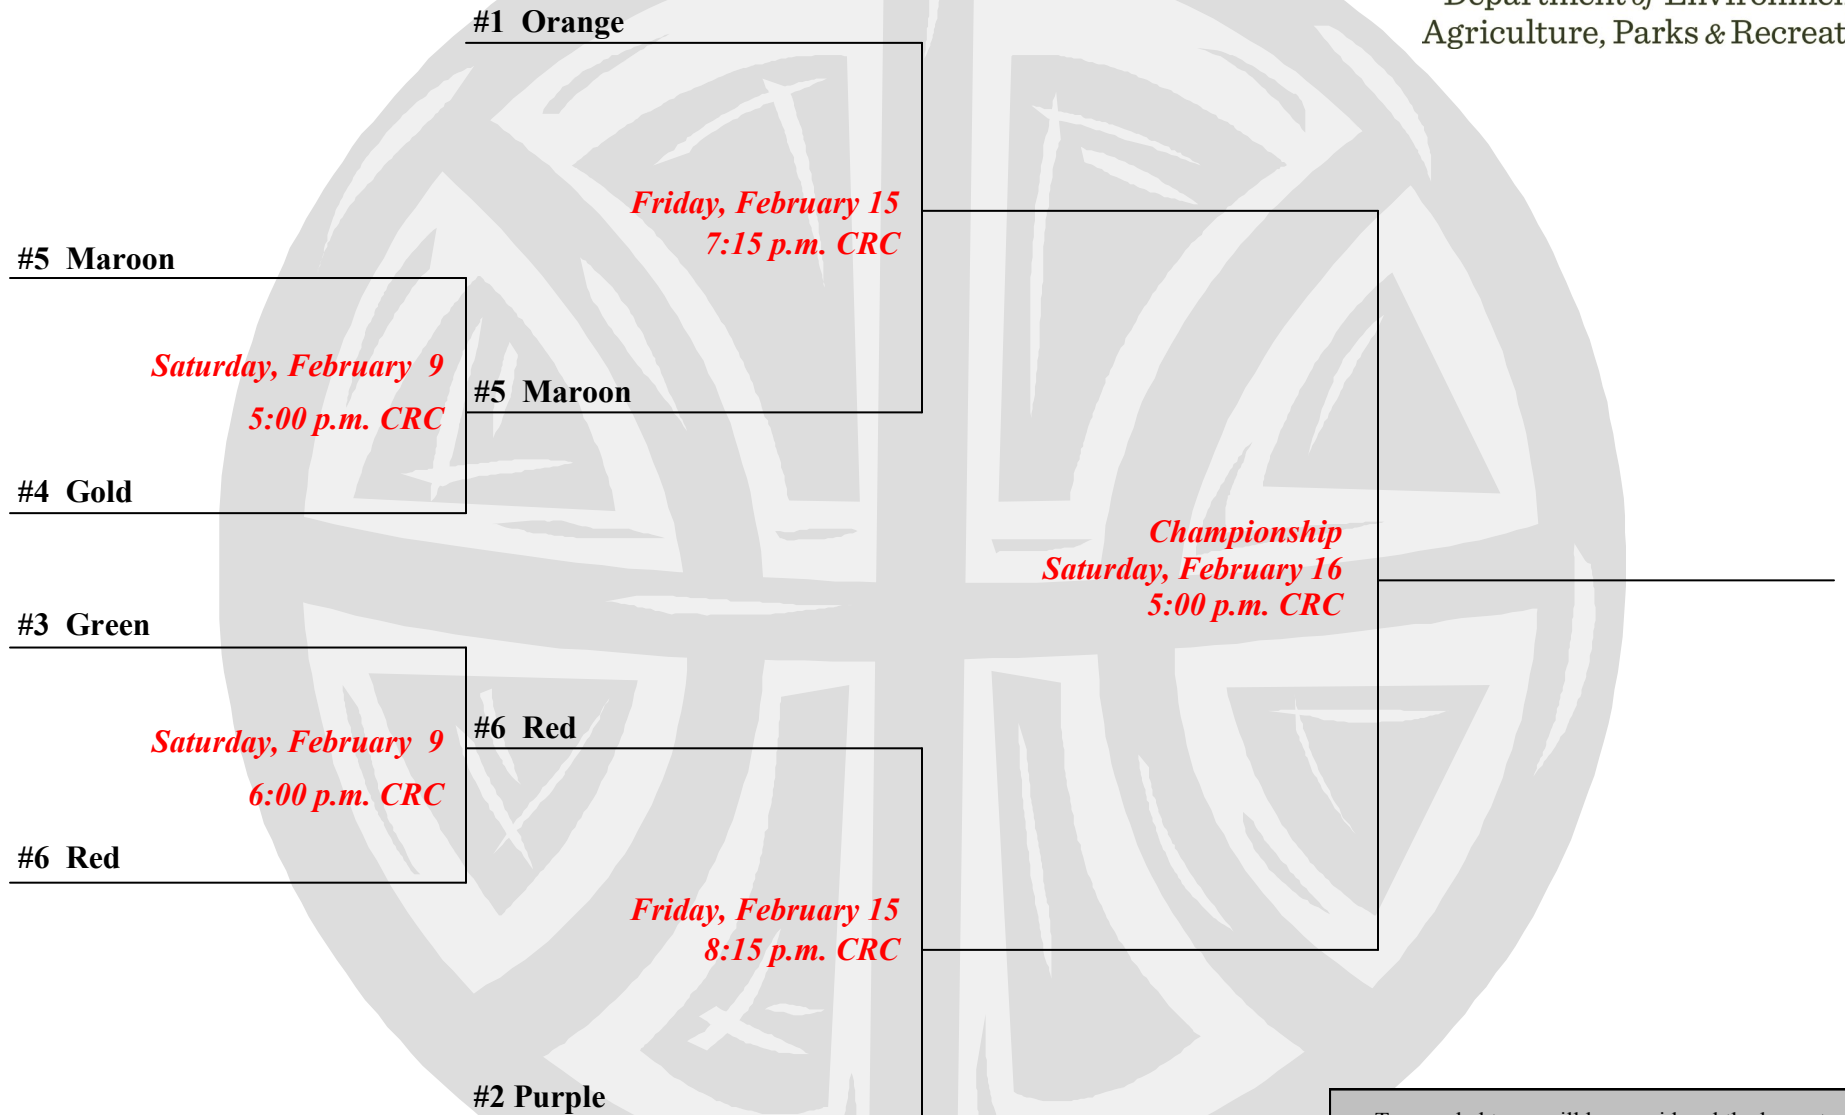 #1 Orange
Agriculture, Parks & Recreat
#5 Maroon
Friday, February 15
7:15 p.m. CRC
Saturday, February 9
5:00 p.m. CRC
#5 Maroon
#4 Gold
Championship
Saturday, February 16
5:00 p.m. CRC
#3 Green
#6 Red
Saturday, February 9
6:00 p.m. CRC
#6 Red
Friday, February 15
8:15 p.m. CRC
#2 Purple